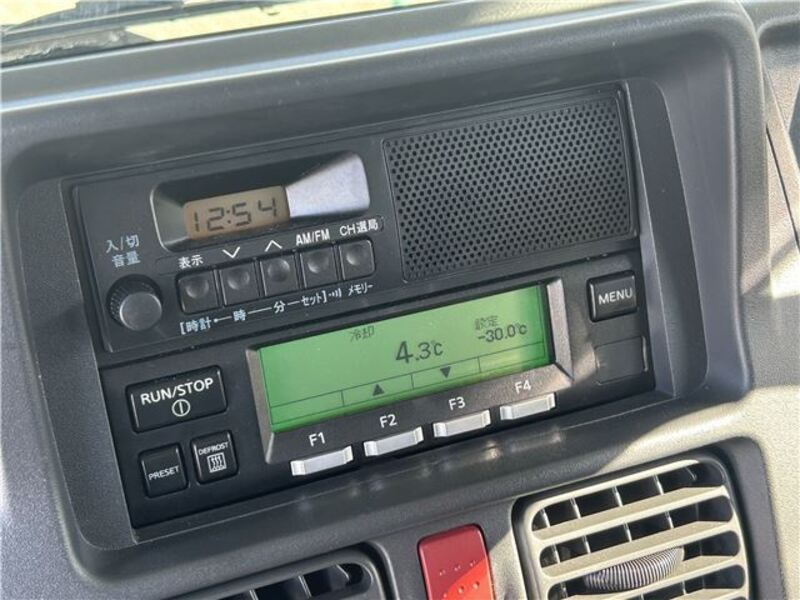 12:54
入/切
音量
表示 AM/FM CH選局
[時計 時 分 セット] メモリー
MENU
冷却 設定
4.3℃ -30.0℃
RUN/STOP
F1 F2 F3 F4
PRESET
DEFROST